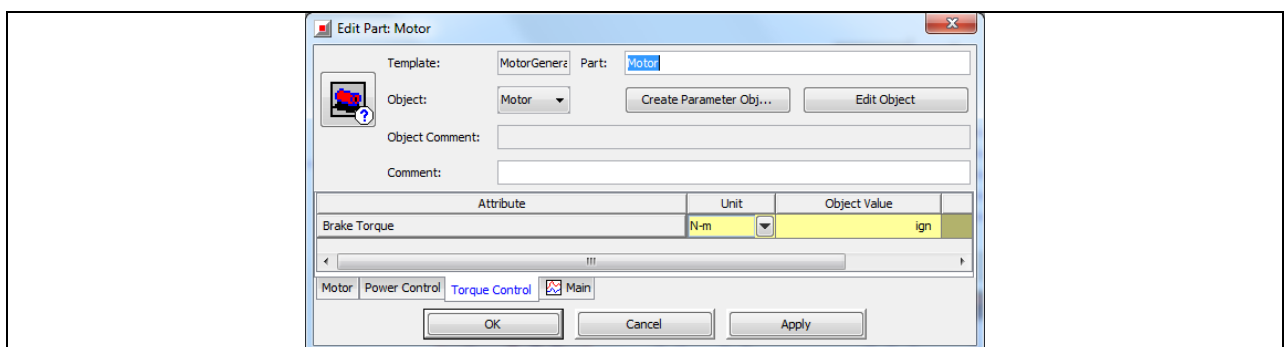 Edit Part: Motor
Template: MotorGenera Part: Motor
Object: Motor Create Parameter Obj... Edit Object
Object Comment:
Comment:
Attribute Unit Object Value
Brake Torque N-m ign
Motor Power Control Torque Control Main
OK Cancel Apply